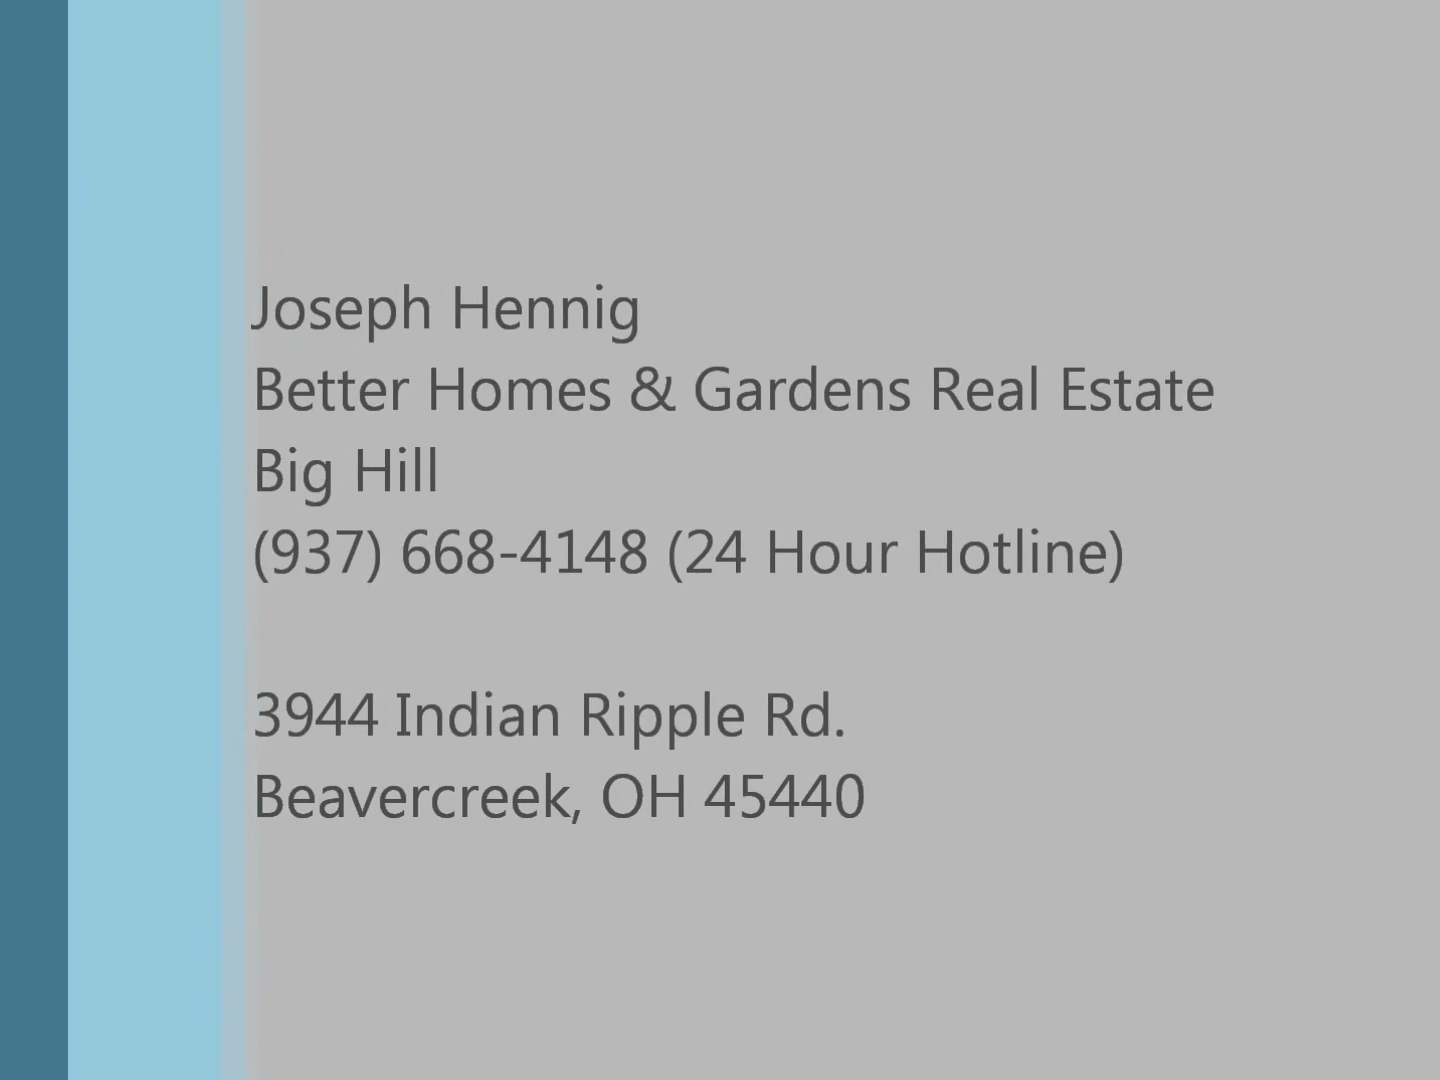 Joseph Hennig
Better Homes & Gardens Real Estate
Big Hill
(937) 668-4148 (24 Hour Hotline)
3944 Indian Ripple Rd.
Beavercreek, OH 45440